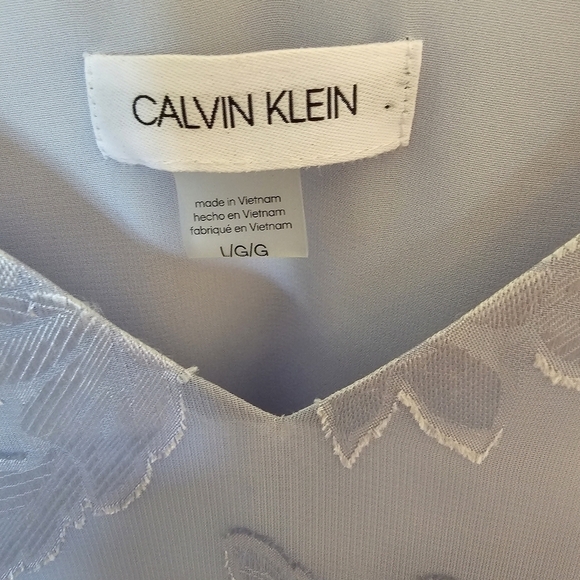 CALVIN KLEIN
made in Vietnam
hecho en Vietnam
fabriqué en Vietnam
L/G/G